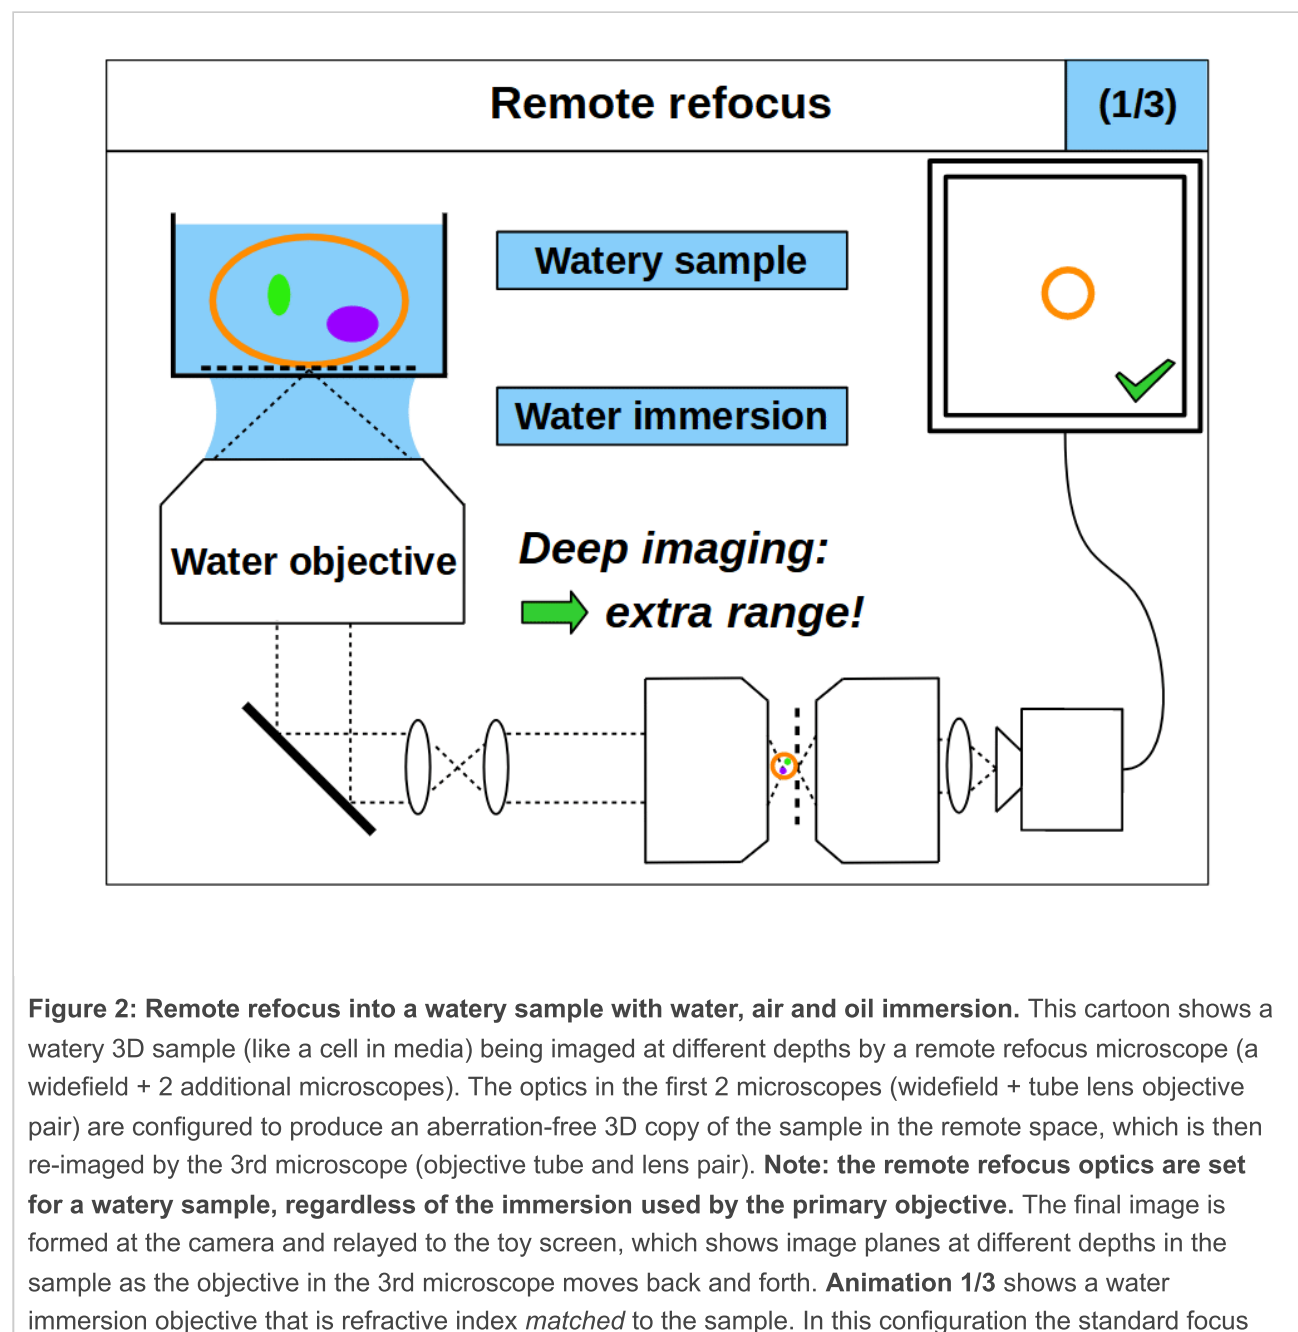 Remote refocus
(1/3)
Watery sample
Water immersion
Water objective
Deep imaging:
extra range!
Figure 2: Remote refocus into a watery sample with water, air and oil immersion. This cartoon shows a
watery 3D sample (like a cell in media) being imaged at different depths by a remote refocus microscope (a
widefield + 2 additional microscopes). The optics in the first 2 microscopes (widefield + tube lens objective
pair) are configured to produce an aberration-free 3D copy of the sample in the remote space, which is then
re-imaged by the 3rd microscope (objective tube and lens pair). Note: the remote refocus optics are set
for a watery sample, regardless of the immersion used by the primary objective. The final image is
formed at the camera and relayed to the toy screen, which shows image planes at different depths in the
sample as the objective in the 3rd microscope moves back and forth. Animation 1/3 shows a water
immersion objective that is refractive index matched to the sample. In this configuration the standard focus